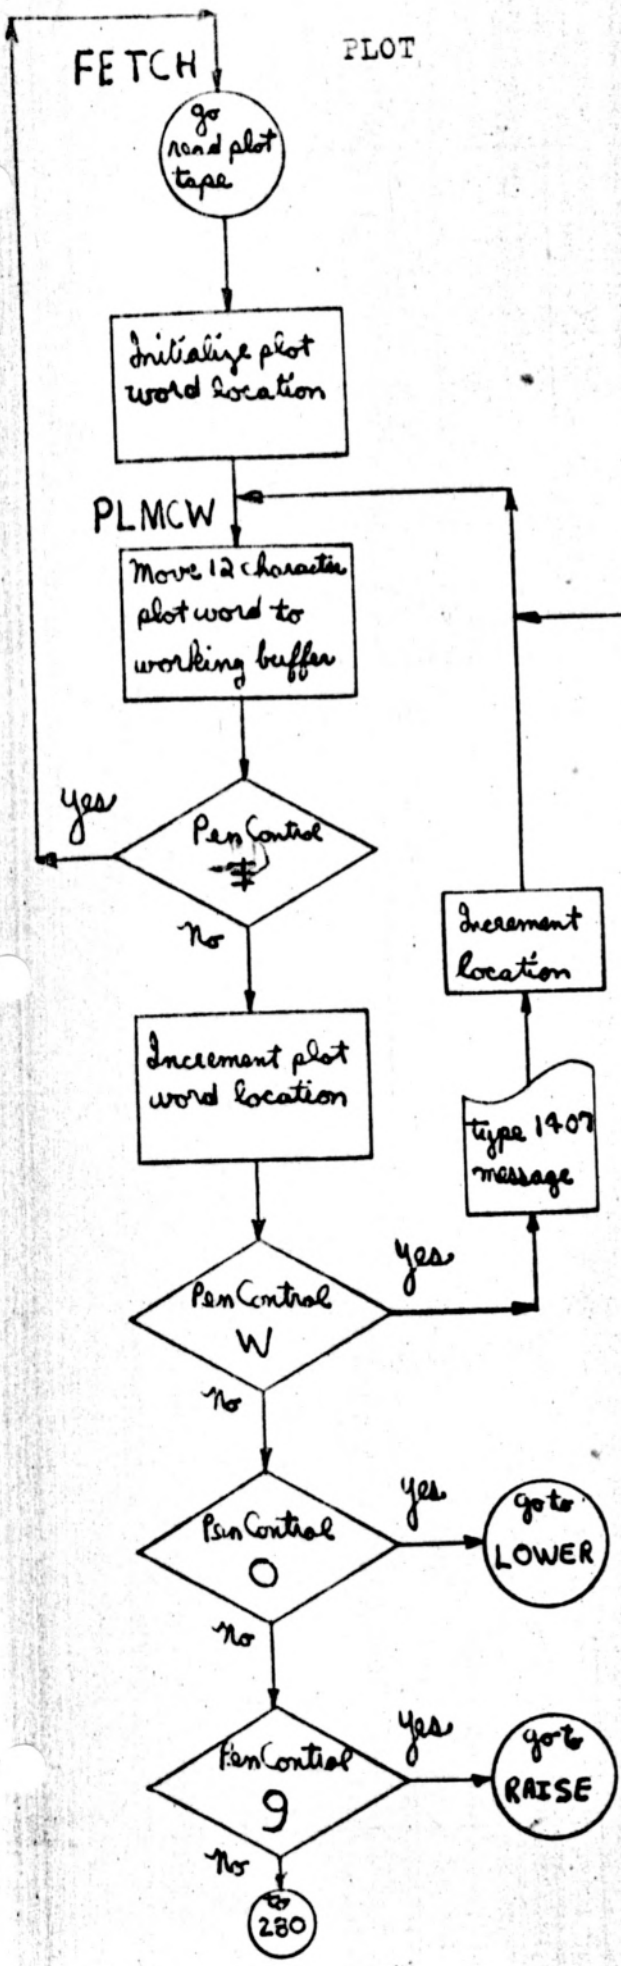 PLOT
FETCH
go
read plot
tape
Initialize plot
word location
PLMCW
Move 12 character
plot word to
working buffer
Pen Control
‡
Yes
No
Increment plot
word location
Increment
location
type 1407
message
Pen Control
W
Yes
No
Pen Control
0
Yes
go to
LOWER
No
Pen Control
9
Yes
go to
RAISE
No
to
280